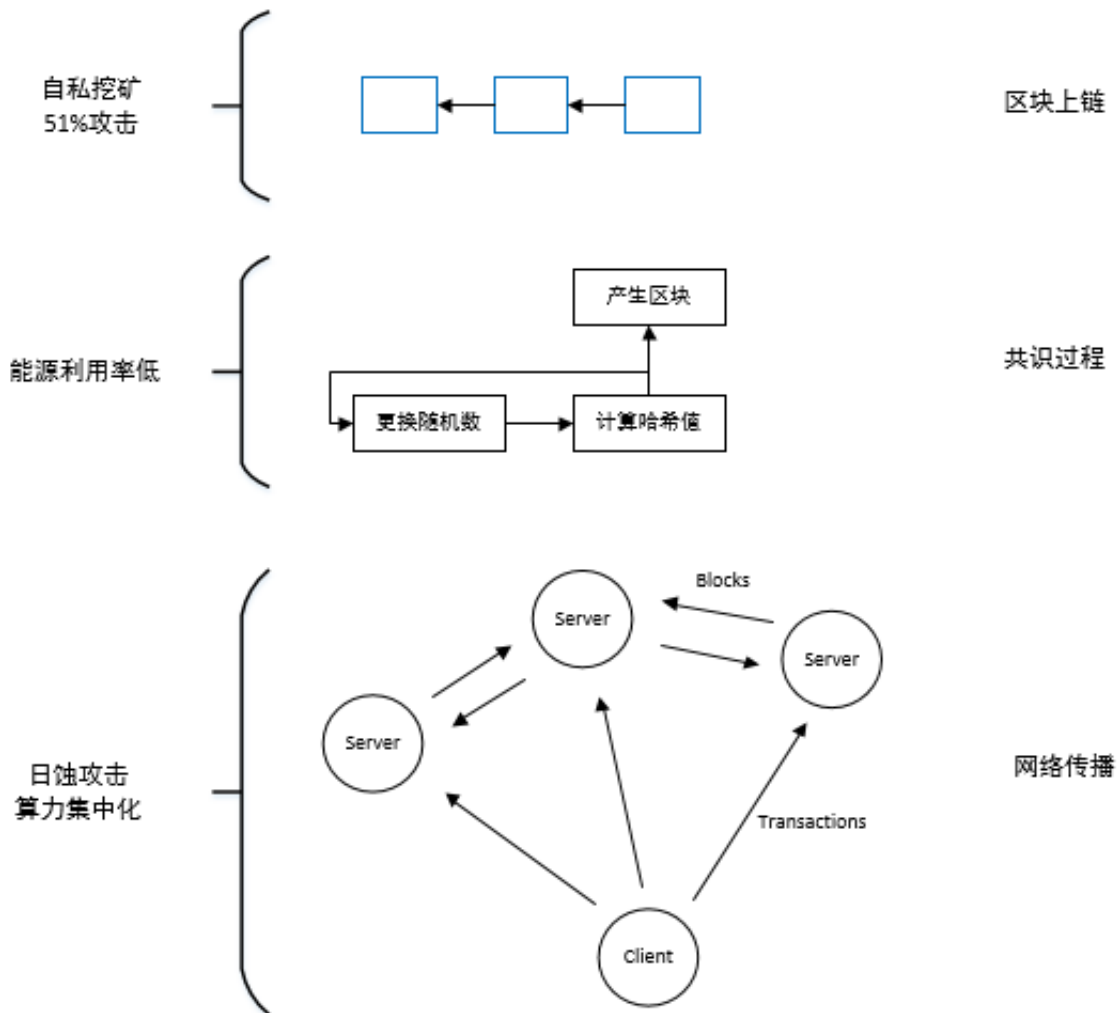 自私挖矿
51%攻击
区块上链
产生区块
能源利用率低
共识过程
更换随机数
计算哈希值
Blocks
Server
Server
Server
日蚀攻击
算力集中化
网络传播
Transactions
Client